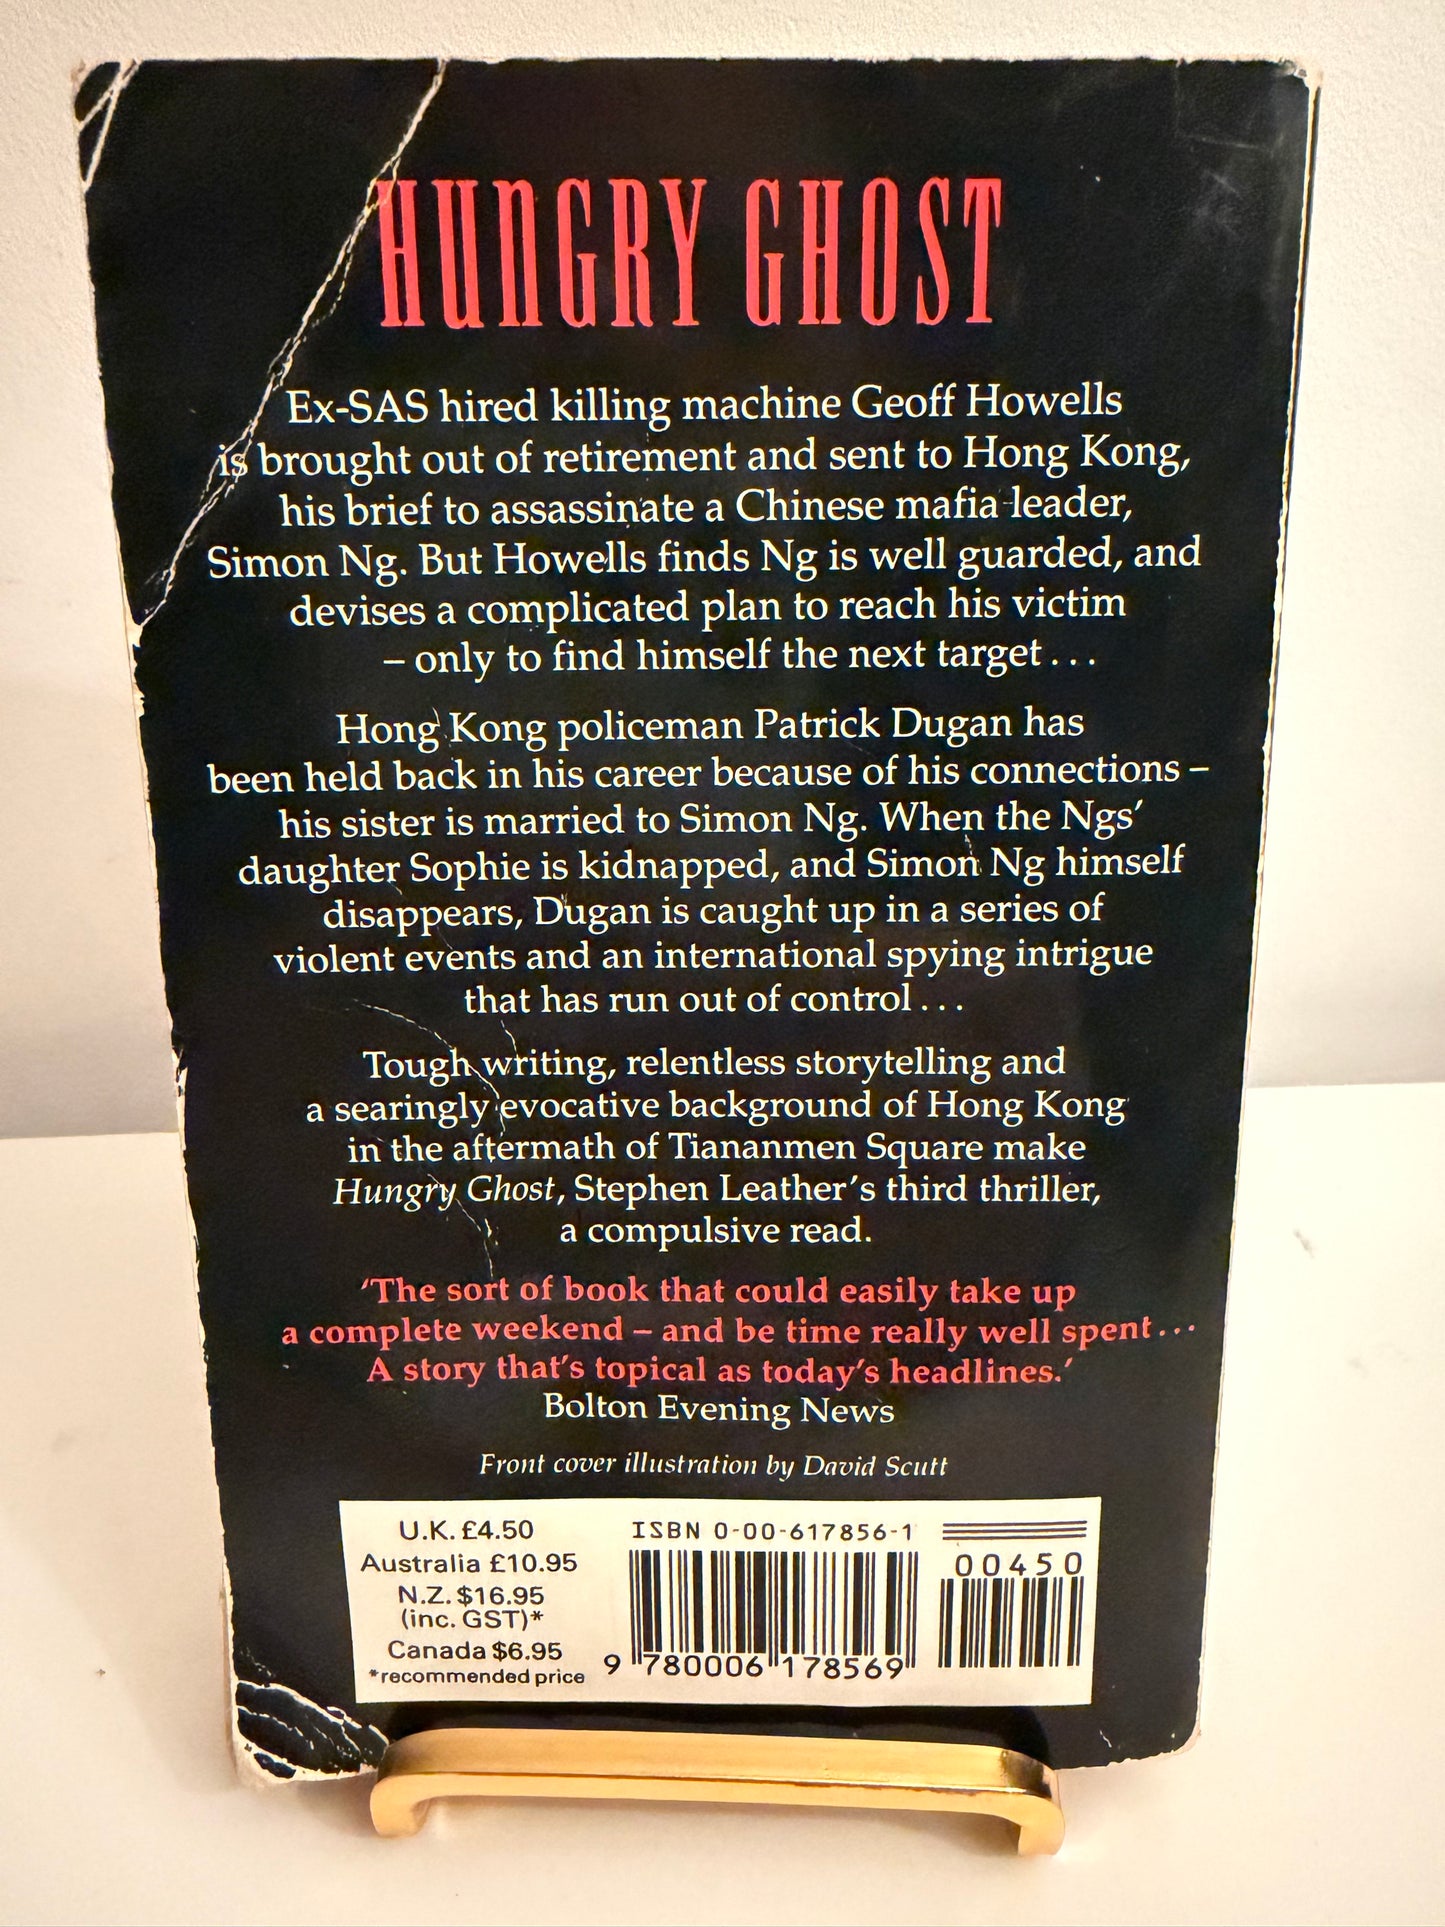 HUNGRY GHOST
Ex-SAS hired killing machine Geoff Howells
is brought out of retirement and sent to Hong Kong,
his brief to assassinate a Chinese mafia leader,
Simon Ng. But Howells finds Ng is well guarded, and
devises a complicated plan to reach his victim
– only to find himself the next target . . .
Hong Kong policeman Patrick Dugan has
been held back in his career because of his connections –
his sister is married to Simon Ng. When the Ngs’
daughter Sophie is kidnapped, and Simon Ng himself
disappears, Dugan is caught up in a series of
violent events and an international spying intrigue
that has run out of control . . .
Tough writing, relentless storytelling and
a searingly evocative background of Hong Kong
in the aftermath of Tiananmen Square make
Hungry Ghost, Stephen Leather’s third thriller,
a compulsive read.
‘The sort of book that could easily take up
a complete weekend – and be time really well spent . . .
A story that’s topical as today’s headlines.’
Bolton Evening News
Front cover illustration by David Scutt
U.K. £4.50
Australia £10.95
N.Z. $16.95
(inc. GST)*
Canada $6.95
*recommended price
ISBN 0-00-617856-1
00450
9 780006 178569